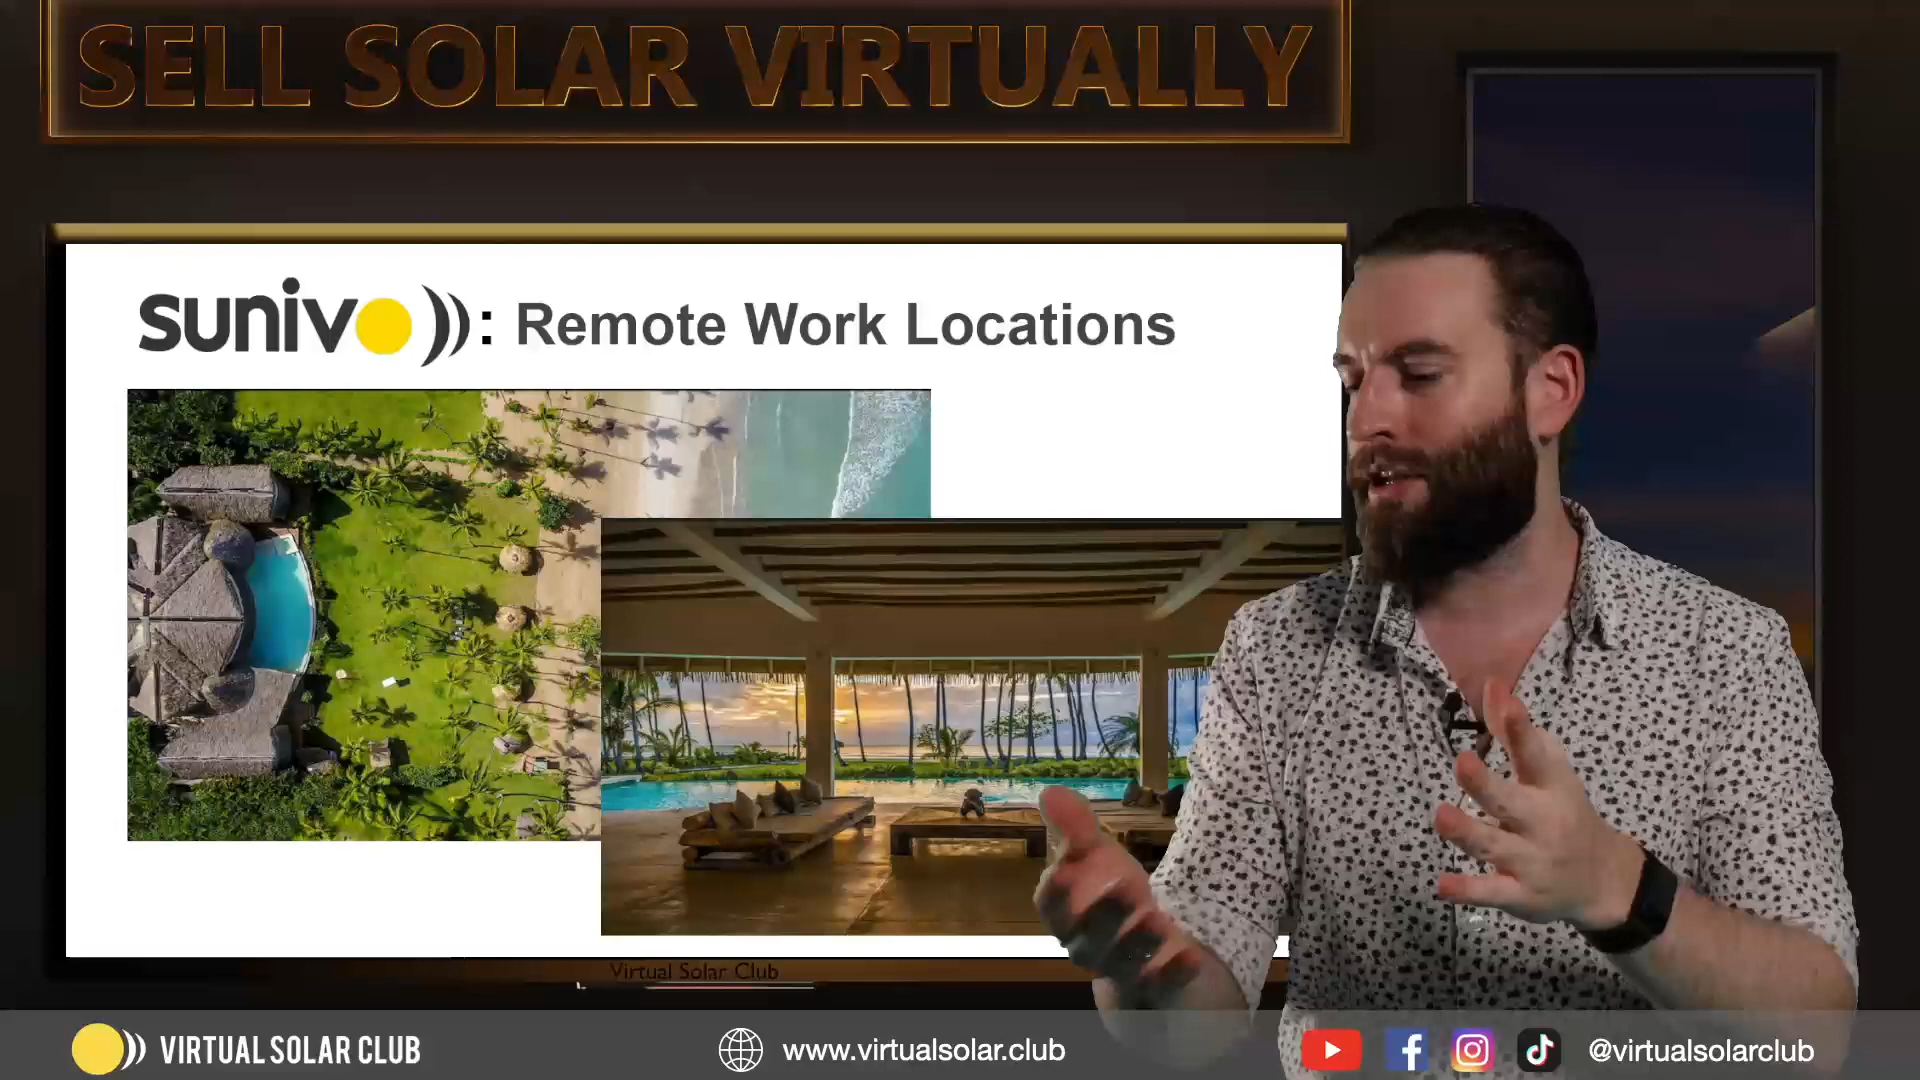 SELL SOLAR VIRTUALLY
sunivo : Remote Work Locations
Virtual Solar Club
VIRTUAL SOLAR CLUB
www.virtualsolar.club
@virtualsolarclub